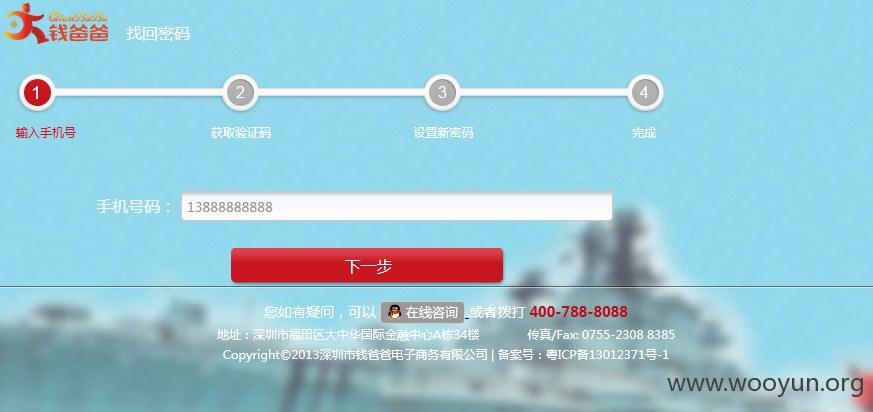 QianBaBa
钱爸爸 找回密码
1 2 3 4
输入手机号 获取验证码 设置新密码 完成
手机号码： 13888888888
下一步
您如有疑问，可以 在线咨询 或者拨打 400-788-8088
地址：深圳市福田区大中华国际金融中心A栋34楼 传真/Fax: 0755-2308 8385
Copyright©2013深圳市钱爸爸电子商务有限公司 | 备案号：粤ICP备13012371号-1
www.wooyun.org